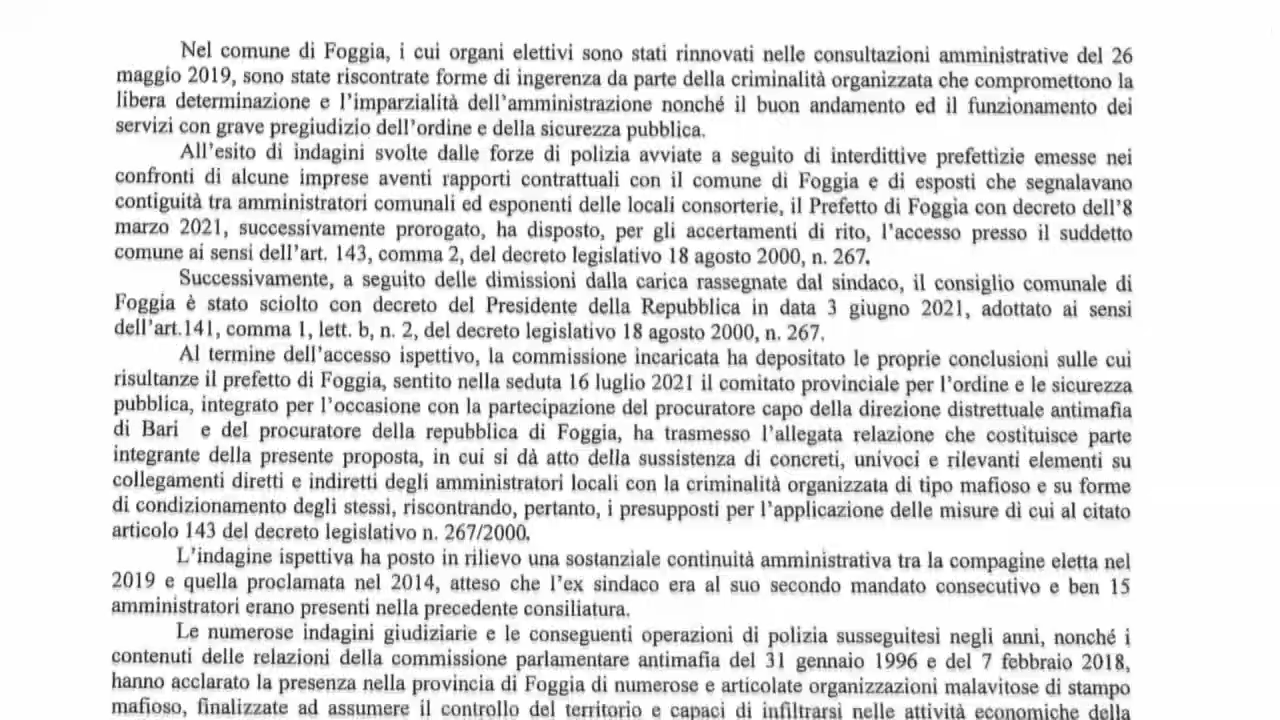 Nel comune di Foggia, i cui organi elettivi sono stati rinnovati nelle consultazioni amministrative del 26
maggio 2019, sono state riscontrate forme di ingerenza da parte della criminalità organizzata che compromettono la
libera determinazione e l'imparzialità dell'amministrazione nonché il buon andamento ed il funzionamento dei
servizi con grave pregiudizio dell'ordine e della sicurezza pubblica.
All'esito di indagini svolte dalle forze di polizia avviate a seguito di interdittive prefettizie emesse nei
confronti di alcune imprese aventi rapporti contrattuali con il comune di Foggia e di esposti che segnalavano
contiguità tra amministratori comunali ed esponenti delle locali consorterie, il Prefetto di Foggia con decreto dell'8
marzo 2021, successivamente prorogato, ha disposto, per gli accertamenti di rito, l'accesso presso il suddetto
comune ai sensi dell'art. 143, comma 2, del decreto legislativo 18 agosto 2000, n. 267.
Successivamente, a seguito delle dimissioni dalla carica rassegnate dal sindaco, il consiglio comunale di
Foggia è stato sciolto con decreto del Presidente della Repubblica in data 3 giugno 2021, adottato ai sensi
dell'art.141, comma 1, lett. b, n. 2, del decreto legislativo 18 agosto 2000, n. 267.
Al termine dell'accesso ispettivo, la commissione incaricata ha depositato le proprie conclusioni sulle cui
risultanze il prefetto di Foggia, sentito nella seduta 16 luglio 2021 il comitato provinciale per l'ordine e le sicurezza
pubblica, integrato per l'occasione con la partecipazione del procuratore capo della direzione distrettuale antimafia
di Bari e del procuratore della repubblica di Foggia, ha trasmesso l'allegata relazione che costituisce parte
integrante della presente proposta, in cui si dà atto della sussistenza di concreti, univoci e rilevanti elementi su
collegamenti diretti e indiretti degli amministratori locali con la criminalità organizzata di tipo mafioso e su forme
di condizionamento degli stessi, riscontrando, pertanto, i presupposti per l'applicazione delle misure di cui al citato
articolo 143 del decreto legislativo n. 267/2000.
L'indagine ispettiva ha posto in rilievo una sostanziale continuità amministrativa tra la compagine eletta nel
2019 e quella proclamata nel 2014, atteso che l'ex sindaco era al suo secondo mandato consecutivo e ben 15
amministratori erano presenti nella precedente consiliatura.
Le numerose indagini giudiziarie e le conseguenti operazioni di polizia susseguitesi negli anni, nonché i
contenuti delle relazioni della commissione parlamentare antimafia del 31 gennaio 1996 e del 7 febbraio 2018,
hanno acclarato la presenza nella provincia di Foggia di numerose e articolate organizzazioni malavitose di stampo
mafioso, finalizzate ad assumere il controllo del territorio e capaci di infiltrarsi nelle attività economiche della